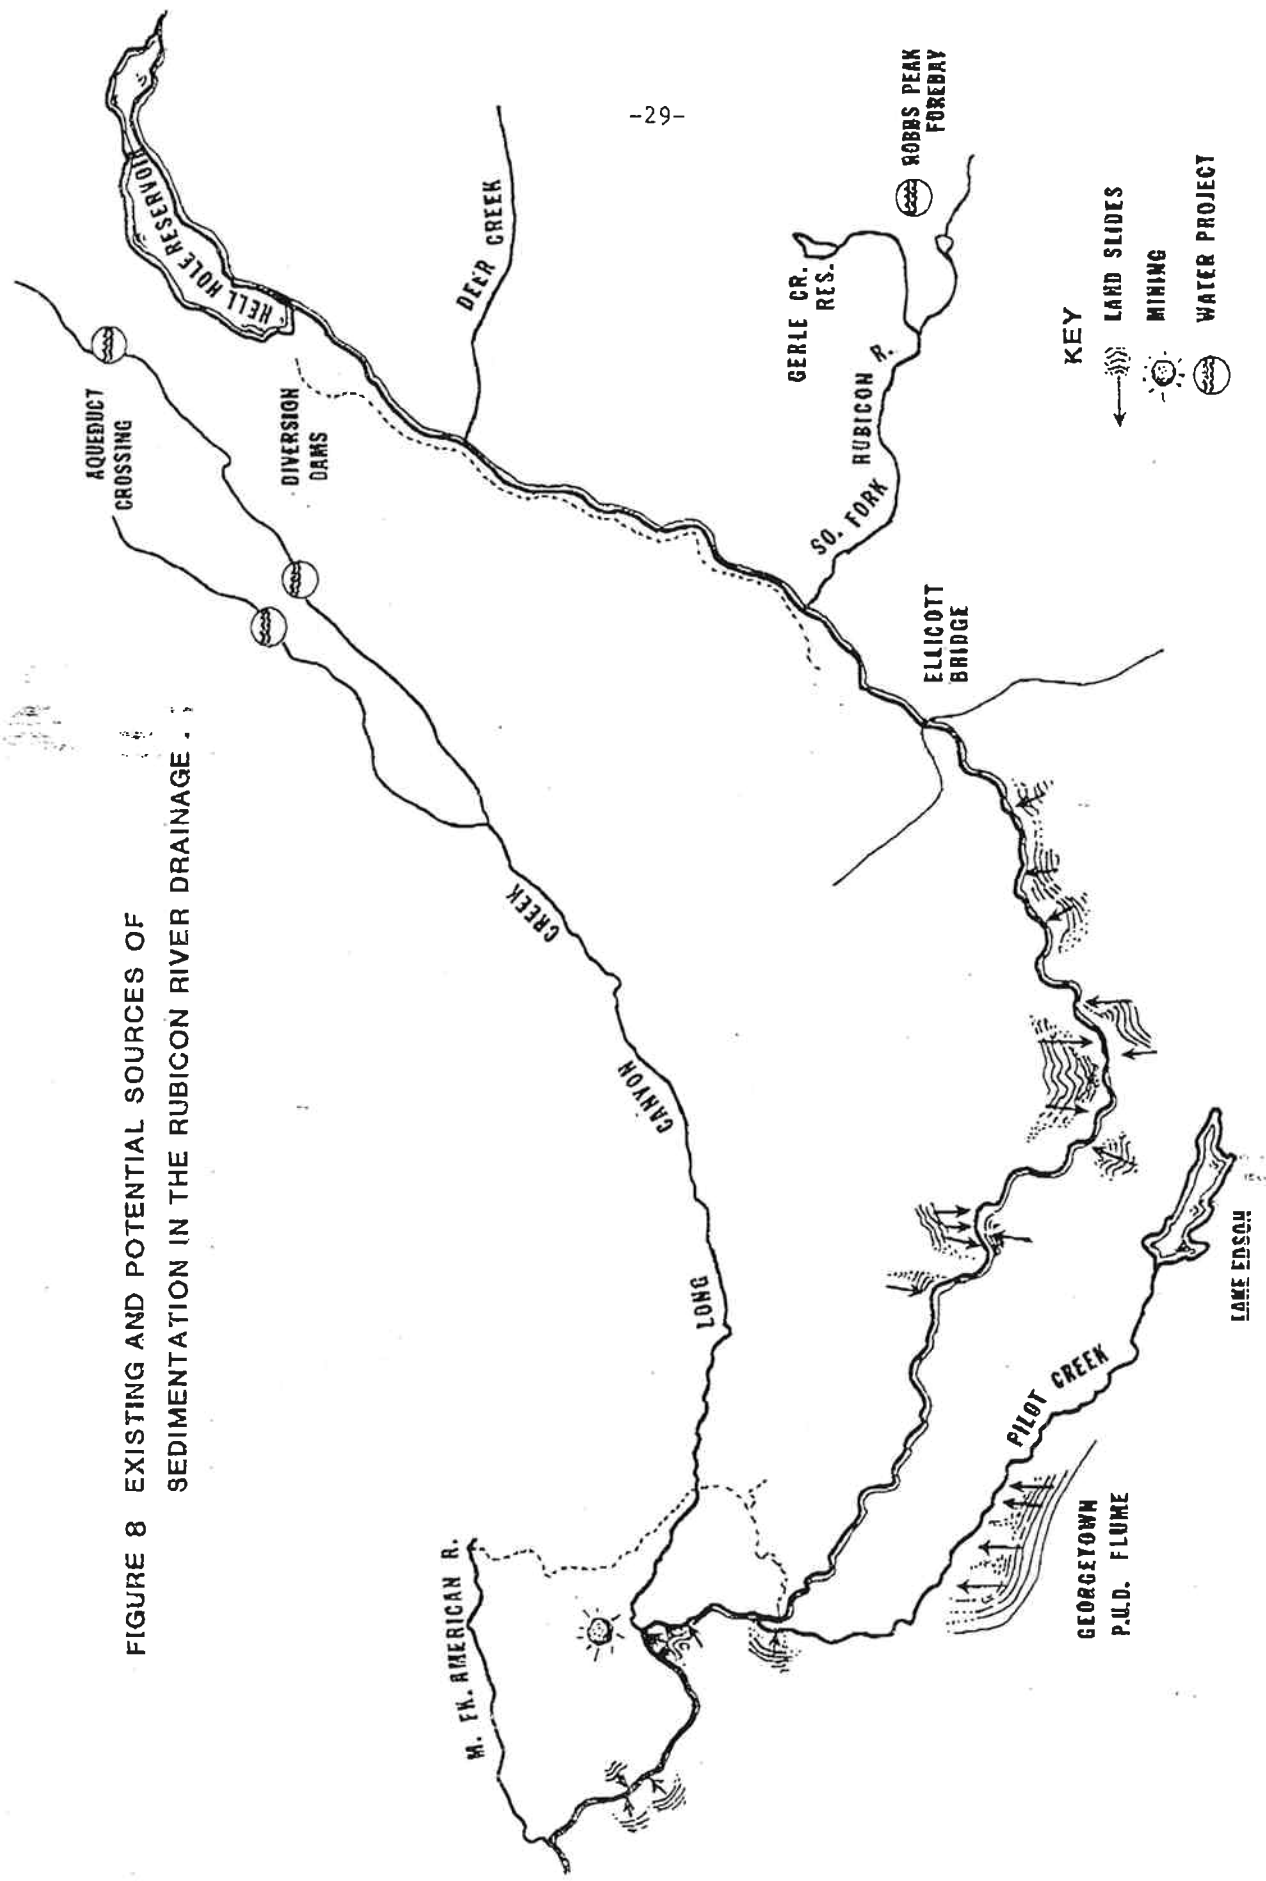 -29-
FIGURE 8 EXISTING AND POTENTIAL SOURCES OF
SEDIMENTATION IN THE RUBICON RIVER DRAINAGE.
HELL HOLE RESERVOIR
AQUEDUCT
CROSSING
DIVERSION
DAMS
DEER CREEK
ROBBS PEAK
FOREBAY
GERLE CR.
RES.
SO. FORK RUBICON R.
ELLICOTT
BRIDGE
LONG CANYON CREEK
M. FK. AMERICAN R.
PILOT CREEK
LAKE EDSON
GEORGETOWN
P.U.D. FLUME
KEY
LAND SLIDES
MINING
WATER PROJECT